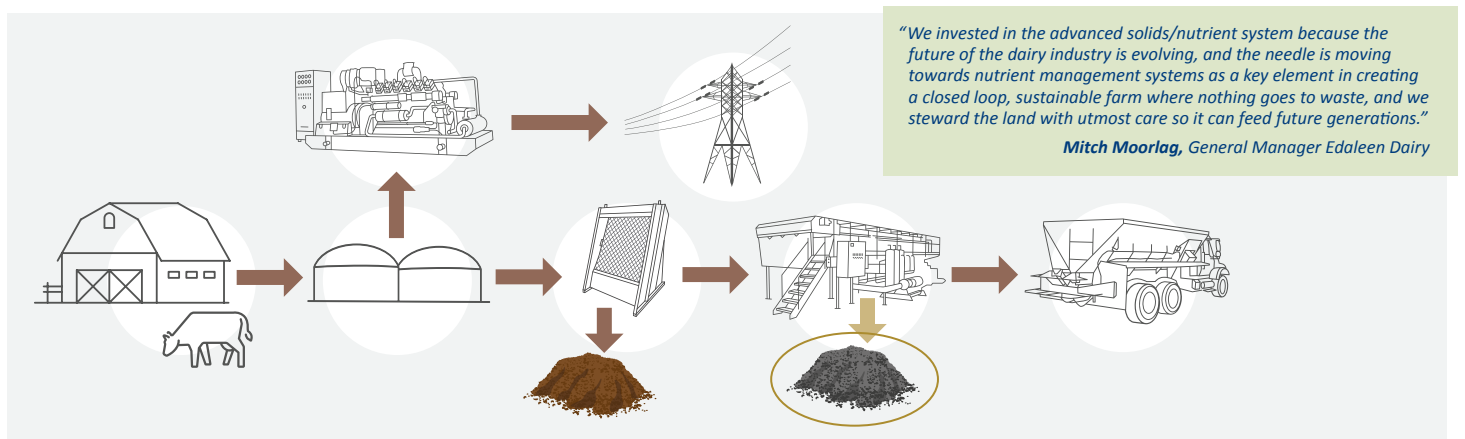 “We invested in the advanced solids/nutrient system because the
future of the dairy industry is evolving, and the needle is moving
towards nutrient management systems as a key element in creating
a closed loop, sustainable farm where nothing goes to waste, and we
steward the land with utmost care so it can feed future generations.”
Mitch Moorlag, General Manager Edaleen Dairy